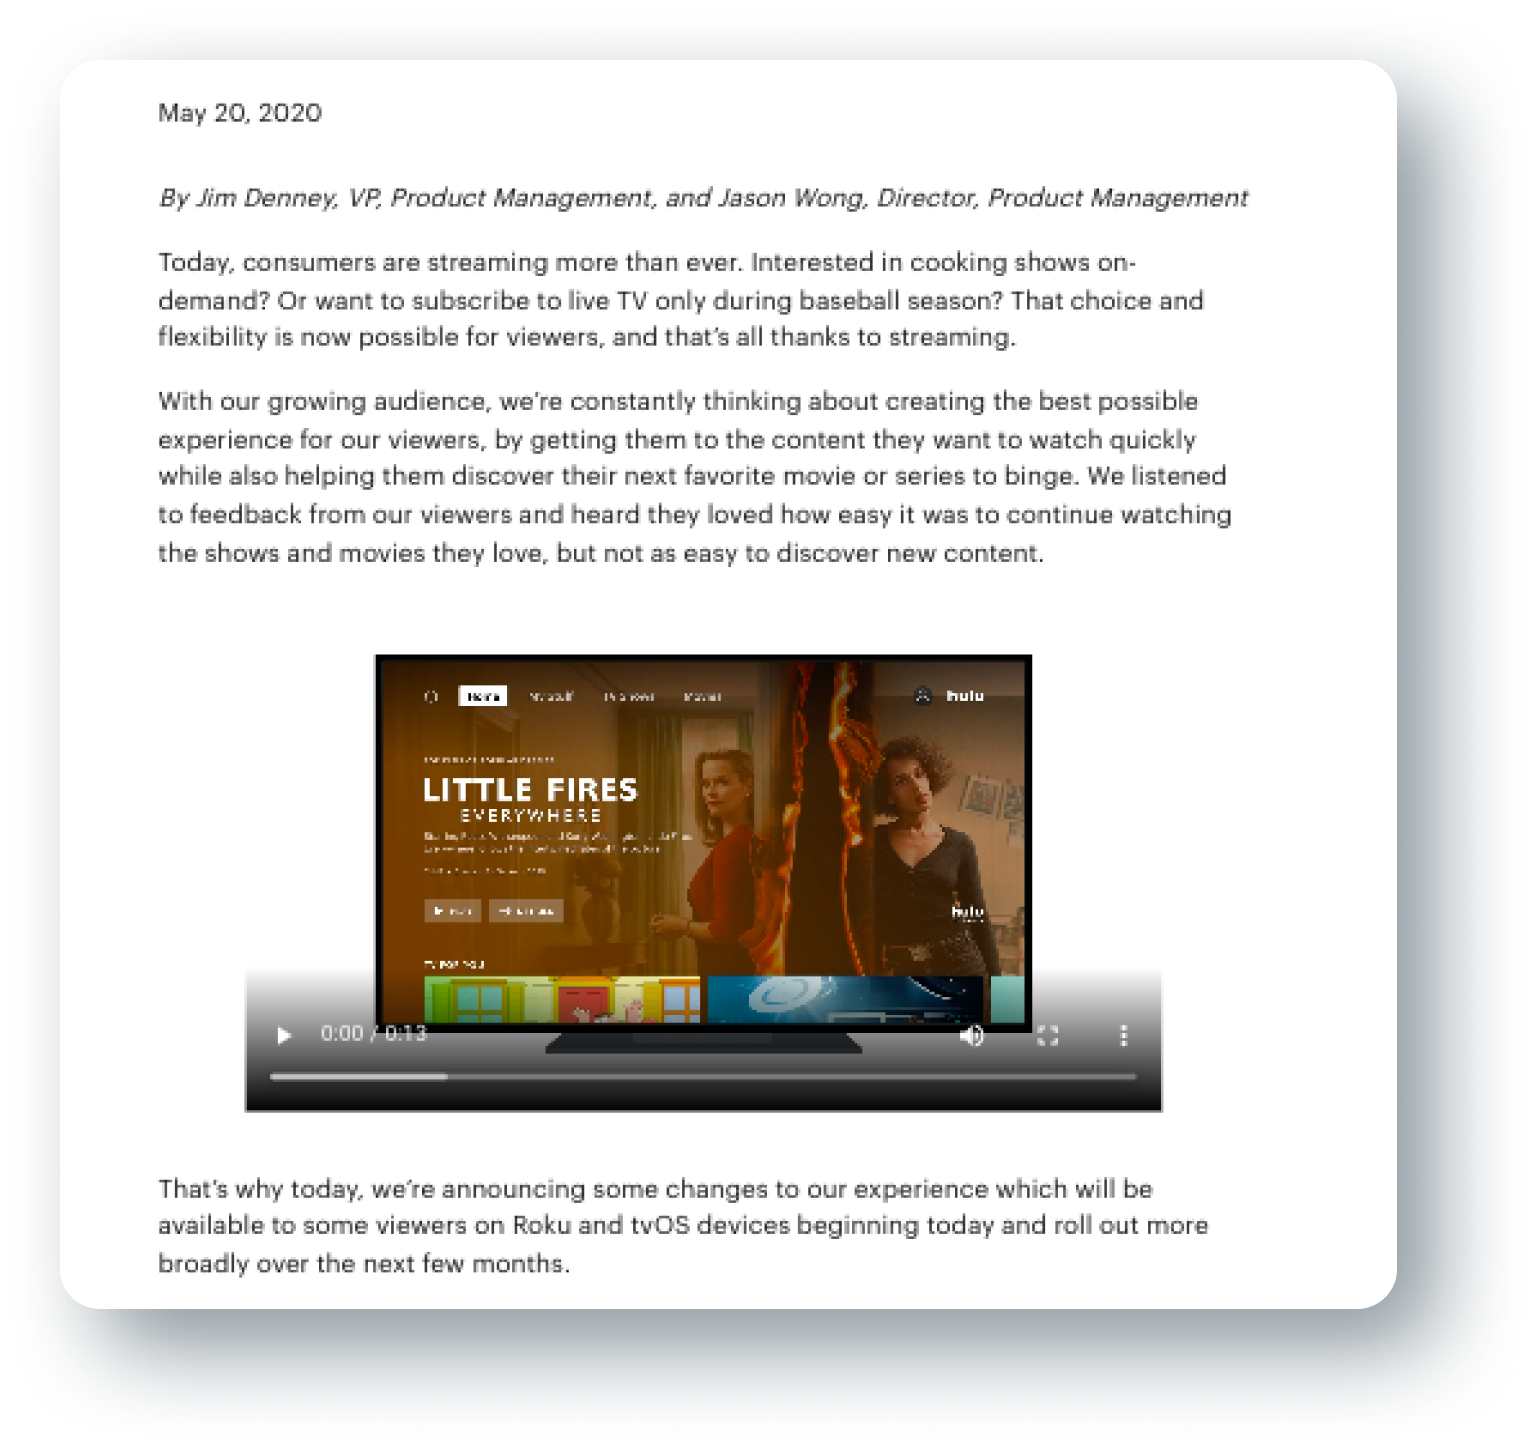 May 20, 2020
By Jim Denney, VP, Product Management, and Jason Wong, Director, Product Management
Today, consumers are streaming more than ever. Interested in cooking shows on-
demand? Or want to subscribe to live TV only during baseball season? That choice and
flexibility is now possible for viewers, and that's all thanks to streaming.
With our growing audience, we're constantly thinking about creating the best possible
experience for our viewers, by getting them to the content they want to watch quickly
while also helping them discover their next favorite movie or series to binge. We listened
to feedback from our viewers and heard they loved how easy it was to continue watching
the shows and movies they love, but not as easy to discover new content.
Home My Stuff TV Shows Movies hulu
LITTLE FIRES
EVERYWHERE
hulu
TV FOR YOU
0:00 / 0:13
That's why today, we're announcing some changes to our experience which will be
available to some viewers on Roku and tvOS devices beginning today and roll out more
broadly over the next few months.